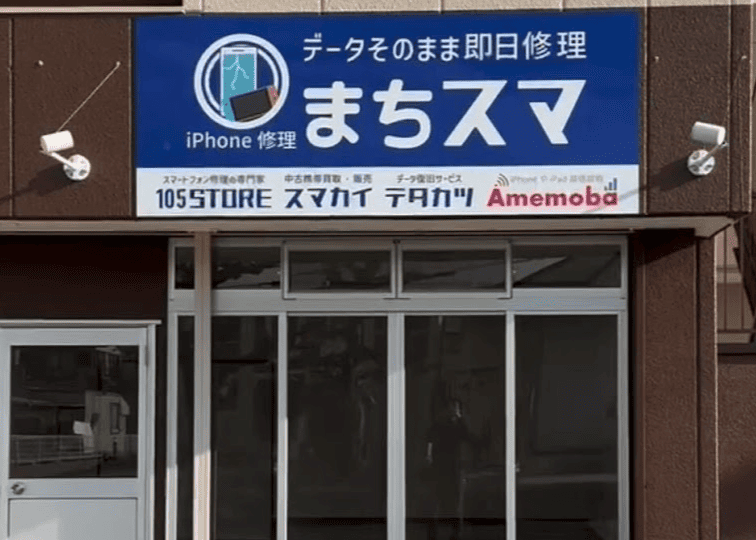 データそのまま即日修理
iPhone 修理
まちスマ
スマートフォン修理の専門家
105STORE
中古携帯買取・販売
スマカイ
データ復旧サービス
テタカツ
iPhone や iPad
Amemoba